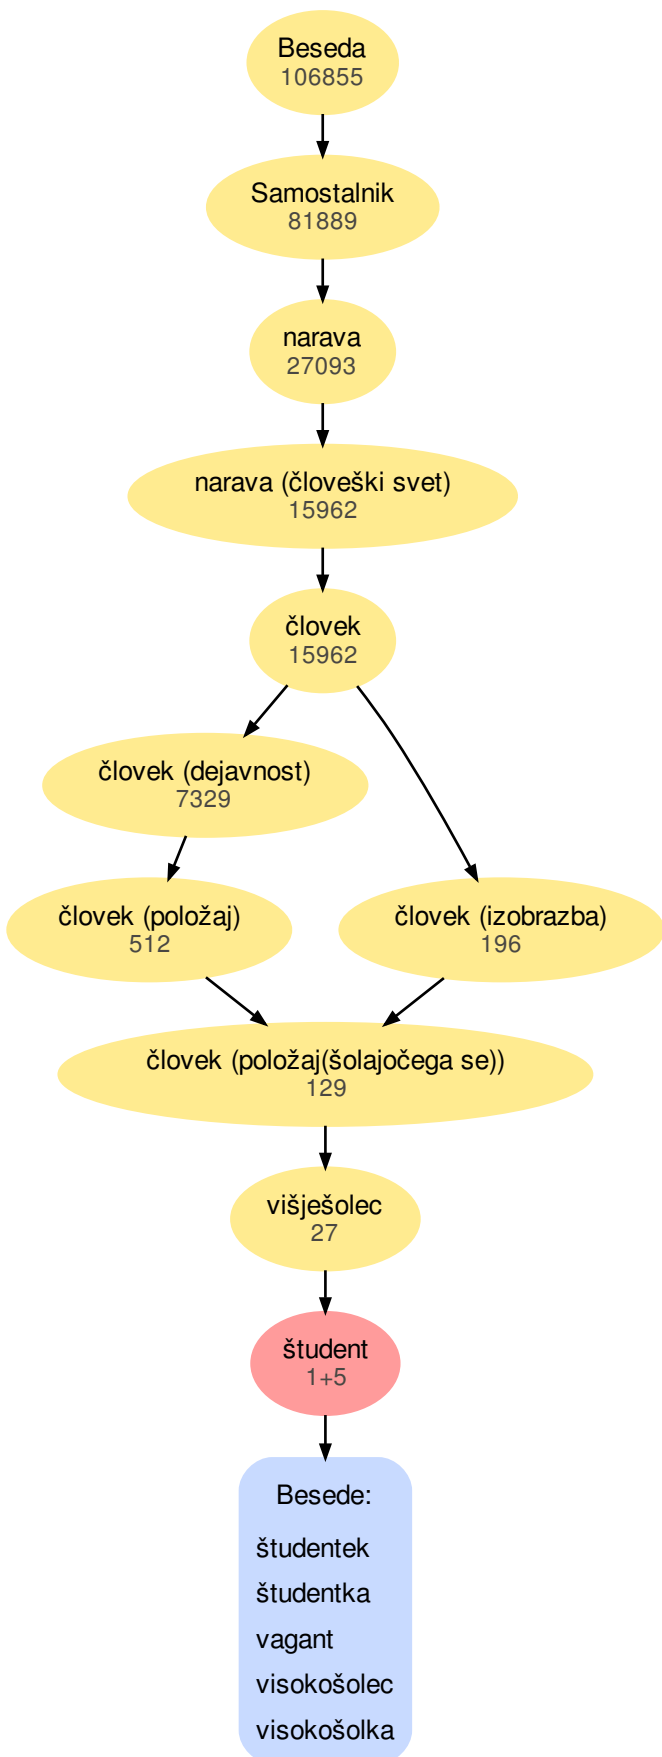 Beseda
106855
Samostalnik
81889
narava
27093
narava (človeški svet)
15962
človek
15962
človek (dejavnost)
7329
človek (položaj)
512
človek (izobrazba)
196
človek (položaj(šolajočega se))
129
višješolec
27
študent
1+5
Besede:
študentek
študentka
vagant
visokošolec
visokošolka